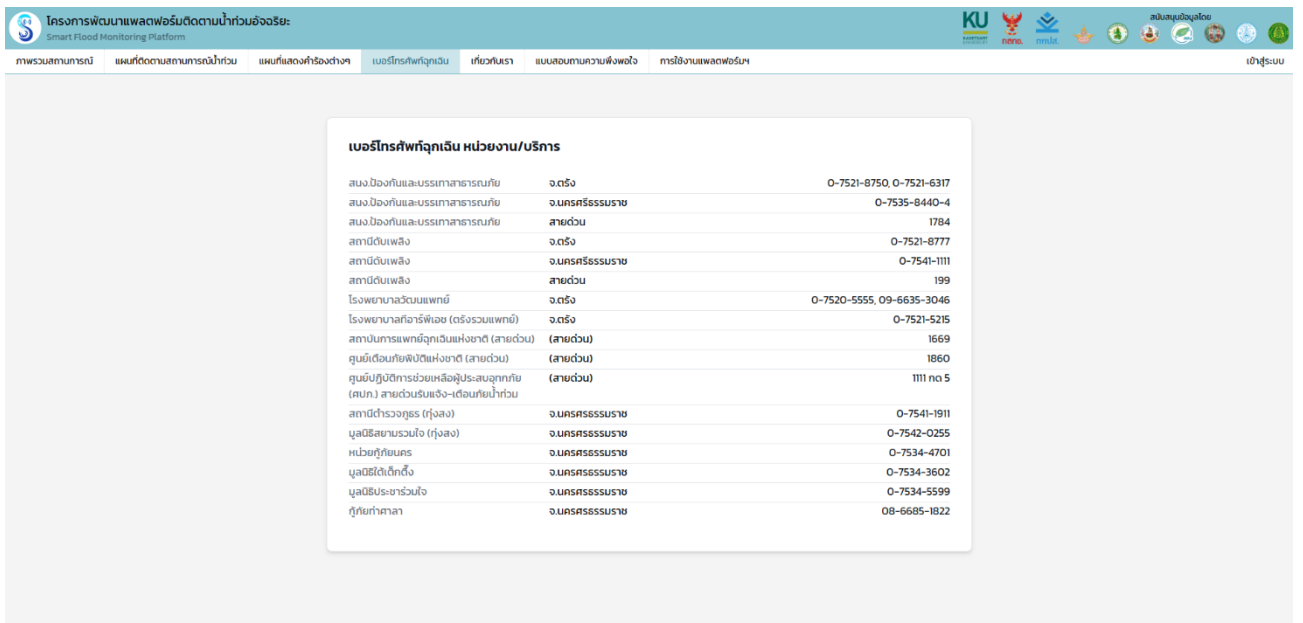 โครงการพัฒนาแพลตฟอร์มติดตามน้ำท่วมอัจฉริยะ
Smart Flood Monitoring Platform
KU
กสทช.
กทปส.
สนับสนุนข้อมูลโดย
ภาพรวมสถานการณ์ แผนที่ติดตามสถานการณ์น้ำท่วม แผนที่แสดงคำร้องต่างๆ เบอร์โทรศัพท์ฉุกเฉิน เกี่ยวกับเรา แบบสอบถามความพึงพอใจ การใช้งานแพลตฟอร์มฯ เข้าสู่ระบบ
เบอร์โทรศัพท์ฉุกเฉิน หน่วยงาน/บริการ
สนง.ป้องกันและบรรเทาสาธารณภัย จ.ตรัง 0-7521-8750, 0-7521-6317
สนง.ป้องกันและบรรเทาสาธารณภัย จ.นครศรีธรรมราช 0-7535-8440-4
สนง.ป้องกันและบรรเทาสาธารณภัย สายด่วน 1784
สถานีดับเพลิง จ.ตรัง 0-7521-8777
สถานีดับเพลิง จ.นครศรีธรรมราช 0-7541-1111
สถานีดับเพลิง สายด่วน 199
โรงพยาบาลวัฒนแพทย์ จ.ตรัง 0-7520-5555, 09-6635-3046
โรงพยาบาลทีอาร์พีเอช (ตรังรวมแพทย์) จ.ตรัง 0-7521-5215
สถาบันการแพทย์ฉุกเฉินแห่งชาติ (สายด่วน) (สายด่วน) 1669
ศูนย์เตือนภัยพิบัติแห่งชาติ (สายด่วน) (สายด่วน) 1860
ศูนย์ปฏิบัติการช่วยเหลือผู้ประสบอุทกภัย (สายด่วน) 1111 กด 5
(ศปภ.) สายด่วนรับแจ้ง-เตือนภัยน้ำท่วม
สถานีตำรวจภูธร (ทุ่งสง) จ.นครศรธรรมราช 0-7541-1911
มูลนิธิสยามรวมใจ (ทุ่งสง) จ.นครศรธรรมราช 0-7542-0255
หน่วยกู้ภัยนคร จ.นครศรธรรมราช 0-7534-4701
มูลนิธิใต้เต็กตึ๊ง จ.นครศรธรรมราช 0-7534-3602
มูลนิธิประชาร่วมใจ จ.นครศรธรรมราช 0-7534-5599
กู้ภัยท่าศาลา จ.นครศรธรรมราช 08-6685-1822